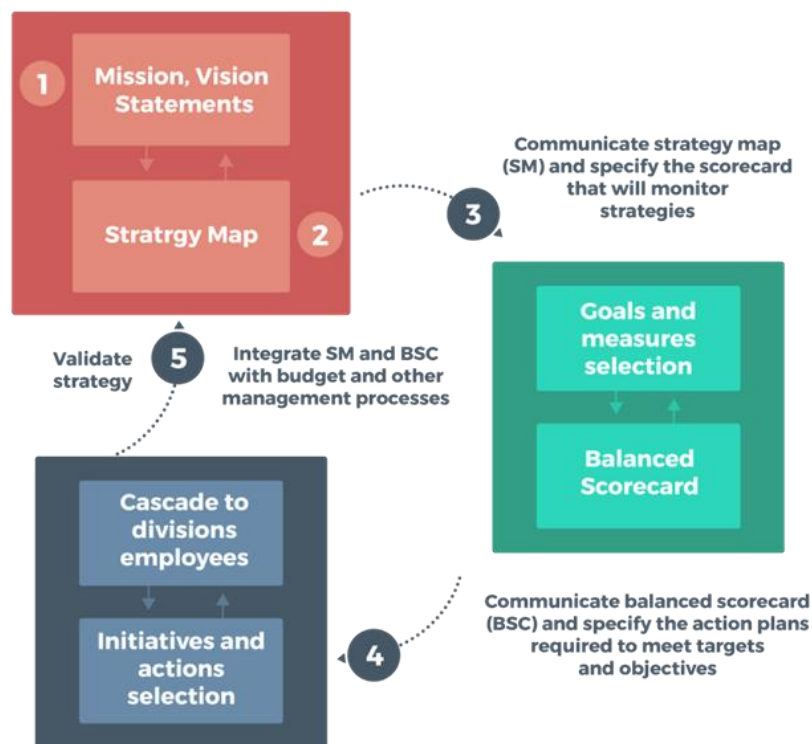 1
Mission, Vision
Statements
Stratrgy Map
2
3
Communicate strategy map
(SM) and specify the scorecard
that will monitor
strategies
Goals and
measures
selection
Balanced
Scorecard
Communicate balanced scorecard
(BSC) and specify the action plans
required to meet targets
and objectives
4
Cascade to
divisions
employees
Initiatives and
actions
selection
Validate
strategy
5
Integrate SM and BSC
with budget and other
management processes